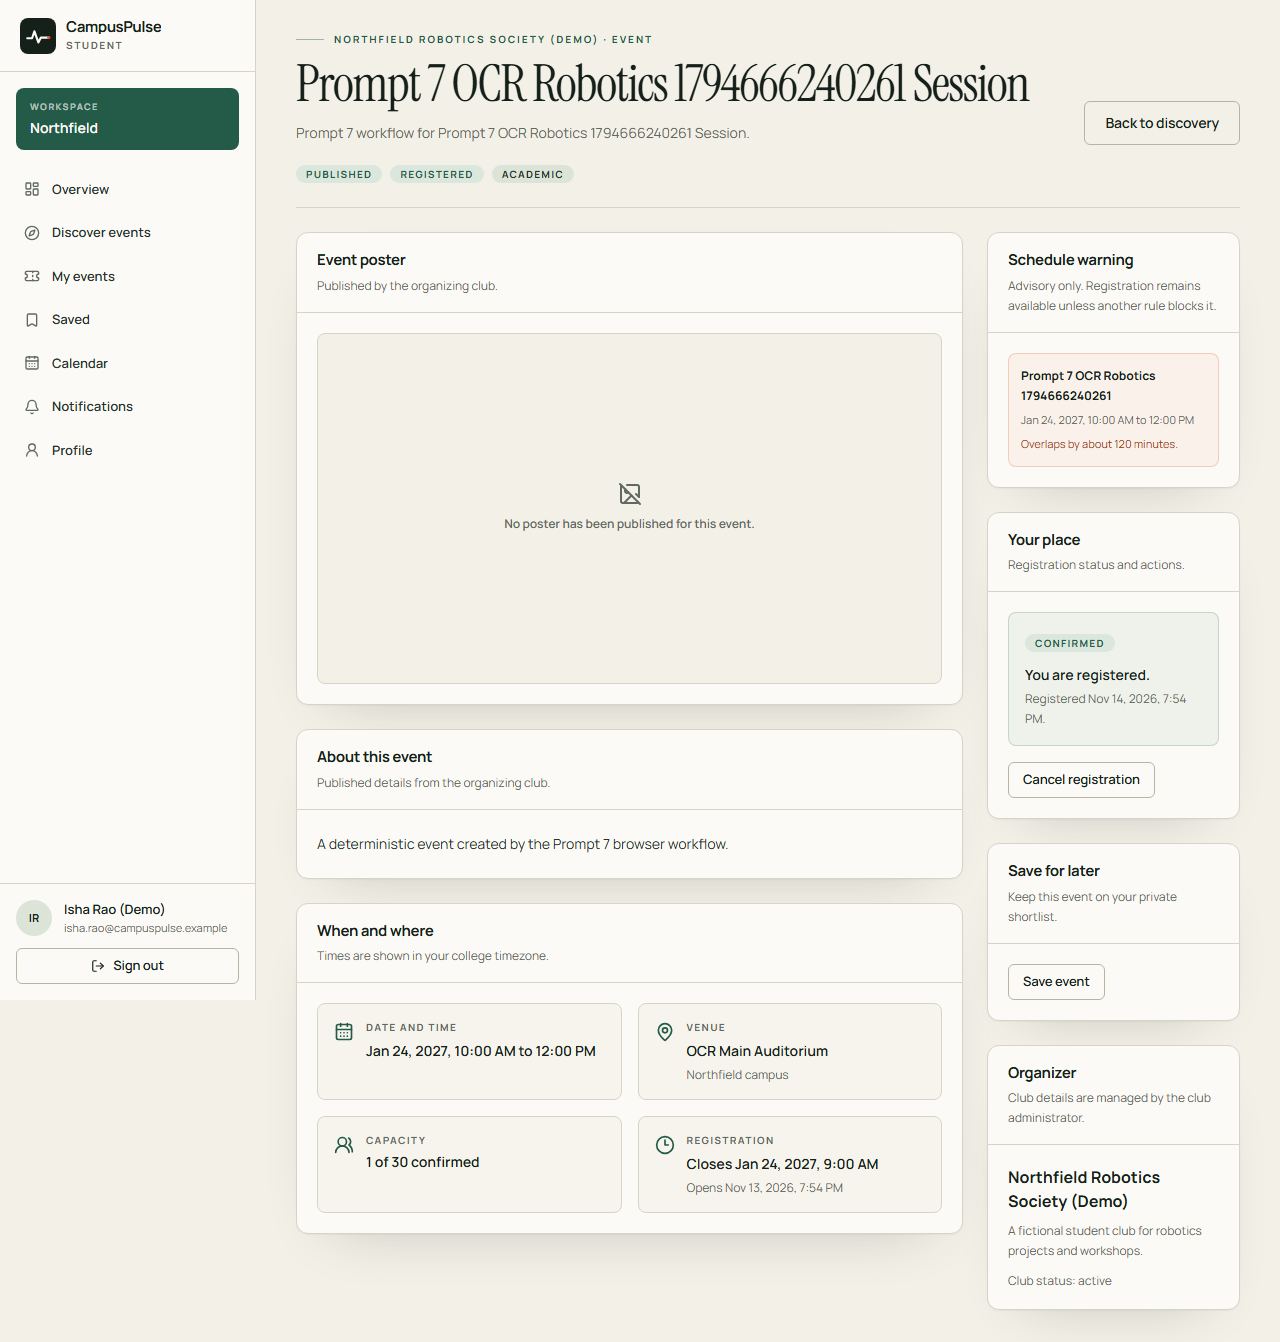 CampusPulse
STUDENT
WORKSPACE
Northfield
Overview
Discover events
My events
Saved
Calendar
Notifications
Profile
IR
Isha Rao (Demo)
isha.rao@campuspulse.example
Sign out
NORTHFIELD ROBOTICS SOCIETY (DEMO) · EVENT
Prompt 7 OCR Robotics 1794666240261 Session
Prompt 7 workflow for Prompt 7 OCR Robotics 1794666240261 Session.
PUBLISHED
REGISTERED
ACADEMIC
Back to discovery
Event poster
Published by the organizing club.
No poster has been published for this event.
About this event
Published details from the organizing club.
A deterministic event created by the Prompt 7 browser workflow.
When and where
Times are shown in your college timezone.
DATE AND TIME
Jan 24, 2027, 10:00 AM to 12:00 PM
VENUE
OCR Main Auditorium
Northfield campus
CAPACITY
1 of 30 confirmed
REGISTRATION
Closes Jan 24, 2027, 9:00 AM
Opens Nov 13, 2026, 7:54 PM
Schedule warning
Advisory only. Registration remains
available unless another rule blocks it.
Prompt 7 OCR Robotics
1794666240261
Jan 24, 2027, 10:00 AM to 12:00 PM
Overlaps by about 120 minutes.
Your place
Registration status and actions.
CONFIRMED
You are registered.
Registered Nov 14, 2026, 7:54
PM.
Cancel registration
Save for later
Keep this event on your private
shortlist.
Save event
Organizer
Club details are managed by the club
administrator.
Northfield Robotics
Society (Demo)
A fictional student club for robotics
projects and workshops.
Club status: active